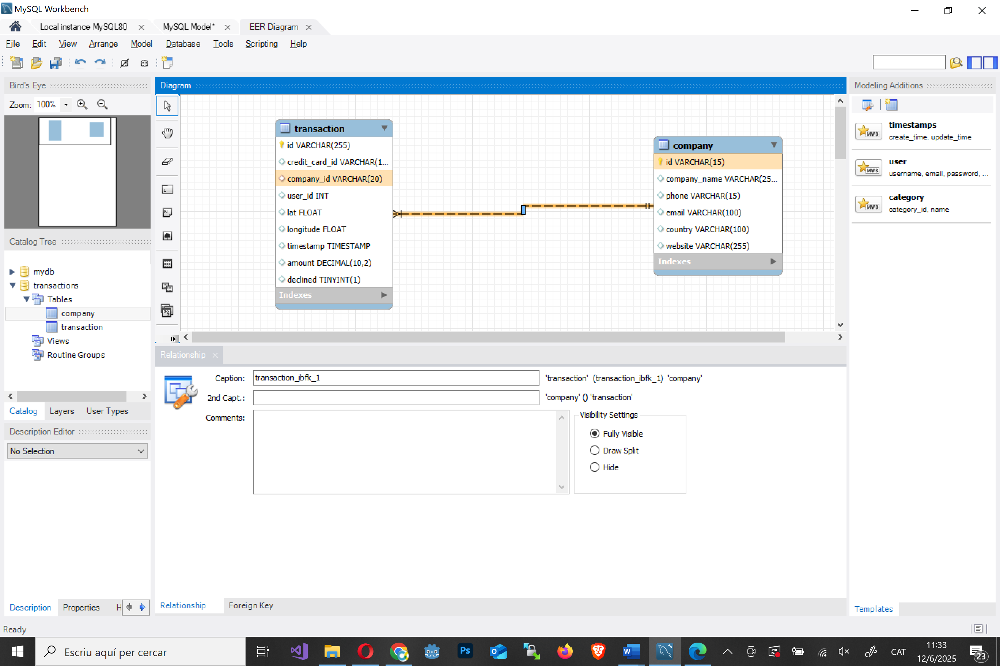 MySQL Workbench
Local instance MySQL80
MySQL Model*
EER Diagram
File Edit View Arrange Model Database Tools Scripting Help
Bird's Eye
Zoom: 100%
Catalog Tree
mydb
transactions
Tables
company
transaction
Views
Routine Groups
Catalog Layers User Types
Description Editor
No Selection
Description Properties H
Diagram
transaction
id VARCHAR(255)
credit_card_id VARCHAR(1...
company_id VARCHAR(20)
user_id INT
lat FLOAT
longitude FLOAT
timestamp TIMESTAMP
amount DECIMAL(10,2)
declined TINYINT(1)
Indexes
company
id VARCHAR(15)
company_name VARCHAR(25...
phone VARCHAR(15)
email VARCHAR(100)
country VARCHAR(100)
website VARCHAR(255)
Indexes
Relationship
Caption: transaction_ibfk_1 'transaction' (transaction_ibfk_1) 'company'
2nd Capt.: 'company' () 'transaction'
Comments:
Visibility Settings
Fully Visible
Draw Split
Hide
Relationship Foreign Key
Modeling Additions
MWB
timestamps
create_time, update_time
MWB
user
username, email, password, ...
MWB
category
category_id, name
Templates
Ready
Escriu aquí per cercar
Ps
CAT
11:33
12/6/2025
23